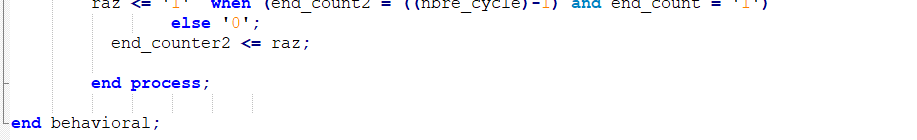 raz <= '1' when (end_count2 = ((nbre_cycle)-1) and end_count = '1')
else '0';
end_counter2 <= raz;
end process;
end behavioral;